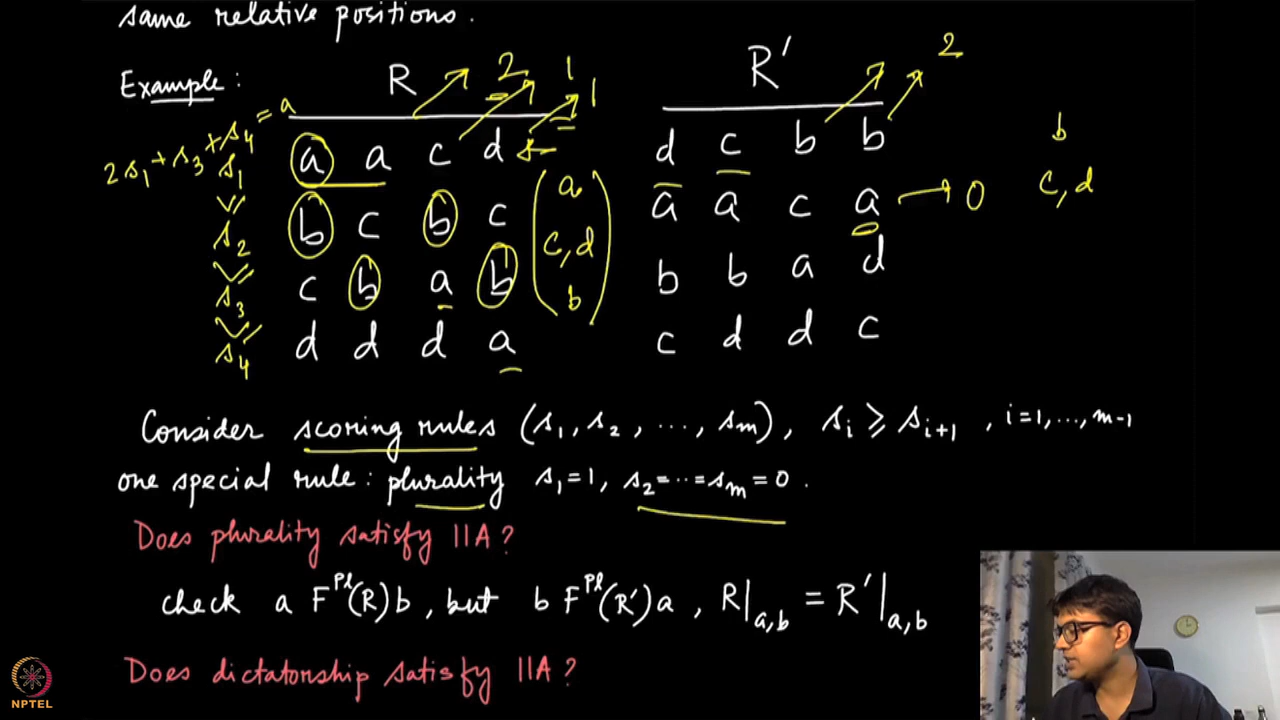 same relative positions.
Example: R 2 1 1 R′ 2
2s₁ + s₃ + s₄ = a
s₁ a a c d d c b b b
s₂ b c b c (a c, d b) a a c a → 0 c, d
s₃ c b a b b b a d
s₄ d d d a c d d c
Consider scoring rules (s₁, s₂, ..., sₘ), sᵢ ⩾ sᵢ₊₁, i=1,...,m-1
one special rule: plurality s₁=1, s₂=...=sₘ=0.
Does plurality satisfy IIA?
check a Fᴾˡ(R) b, but b Fᴾˡ(R′) a, R|a,b = R′|a,b
Does dictatorship satisfy IIA?
NPTEL